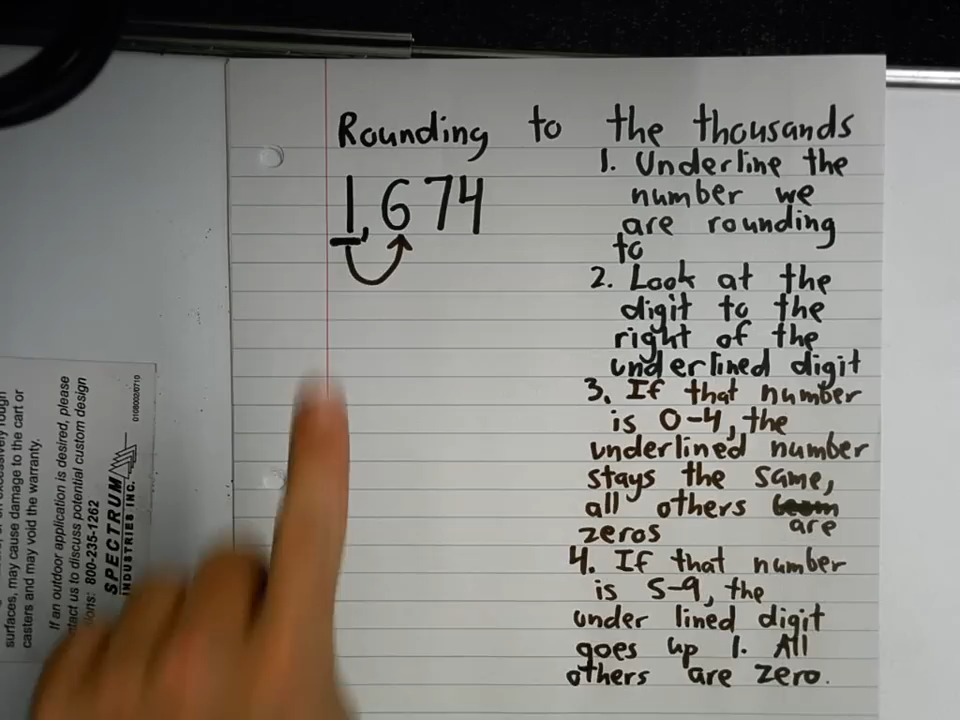 Rounding to the thousands
1,674
1. Underline the
number we
are rounding
to
2. Look at the
digit to the
right of the
underlined digit
3. If that number
is 0-4, the
underlined number
stays the same,
all others
are
zeros
4. If that number
is 5-9, the
under lined digit
goes up 1. All
others are zero.
surfaces, may cause damage to the cart or
casters and may void the warranty.
If an outdoor application is desired, please
us to discuss potential custom design
800-235-1262
SPECTRUM
INDUSTRIES INC.